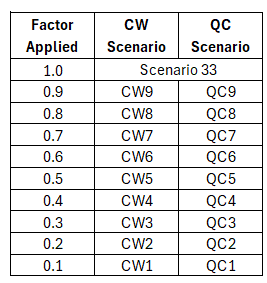 Factor Applied CW Scenario QC Scenario
1.0 Scenario 33
0.9 CW9 QC9
0.8 CW8 QC8
0.7 CW7 QC7
0.6 CW6 QC6
0.5 CW5 QC5
0.4 CW4 QC4
0.3 CW3 QC3
0.2 CW2 QC2
0.1 CW1 QC1